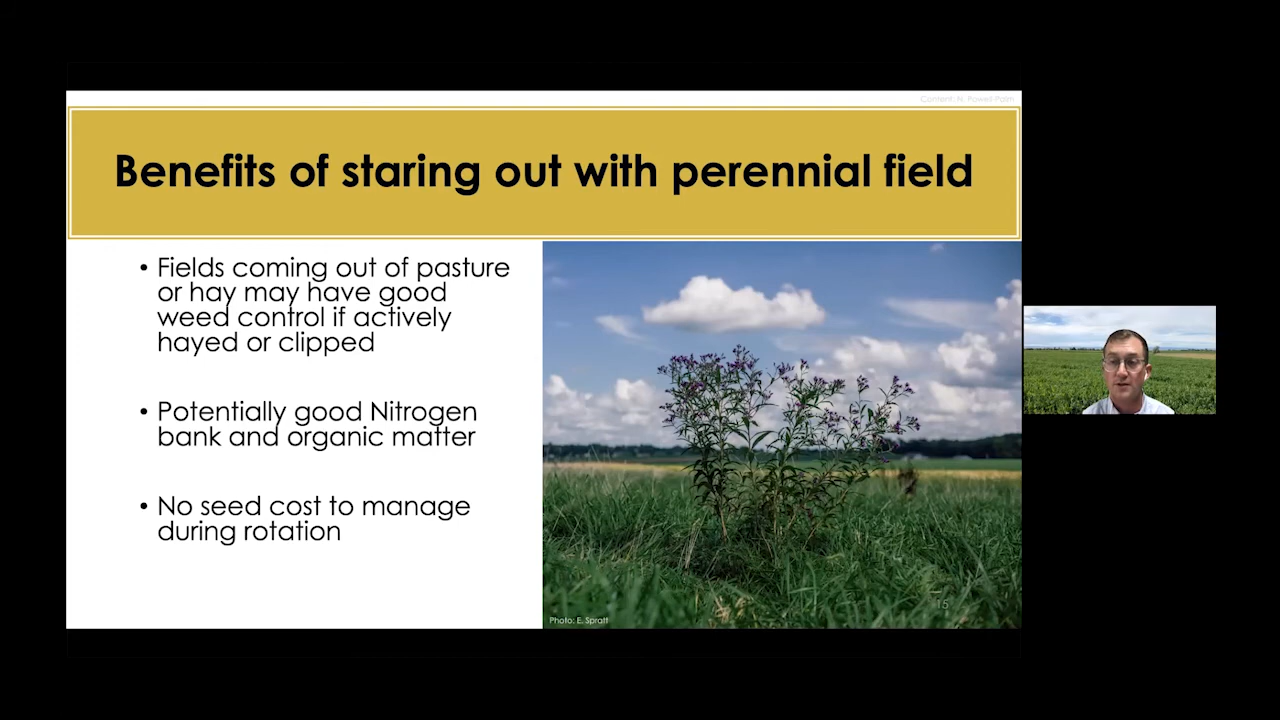 Content: N. Powell-Palm
Benefits of staring out with perennial field
• Fields coming out of pasture
or hay may have good
weed control if actively
hayed or clipped
• Potentially good Nitrogen
bank and organic matter
• No seed cost to manage
during rotation
15
Photo: E. Spratt